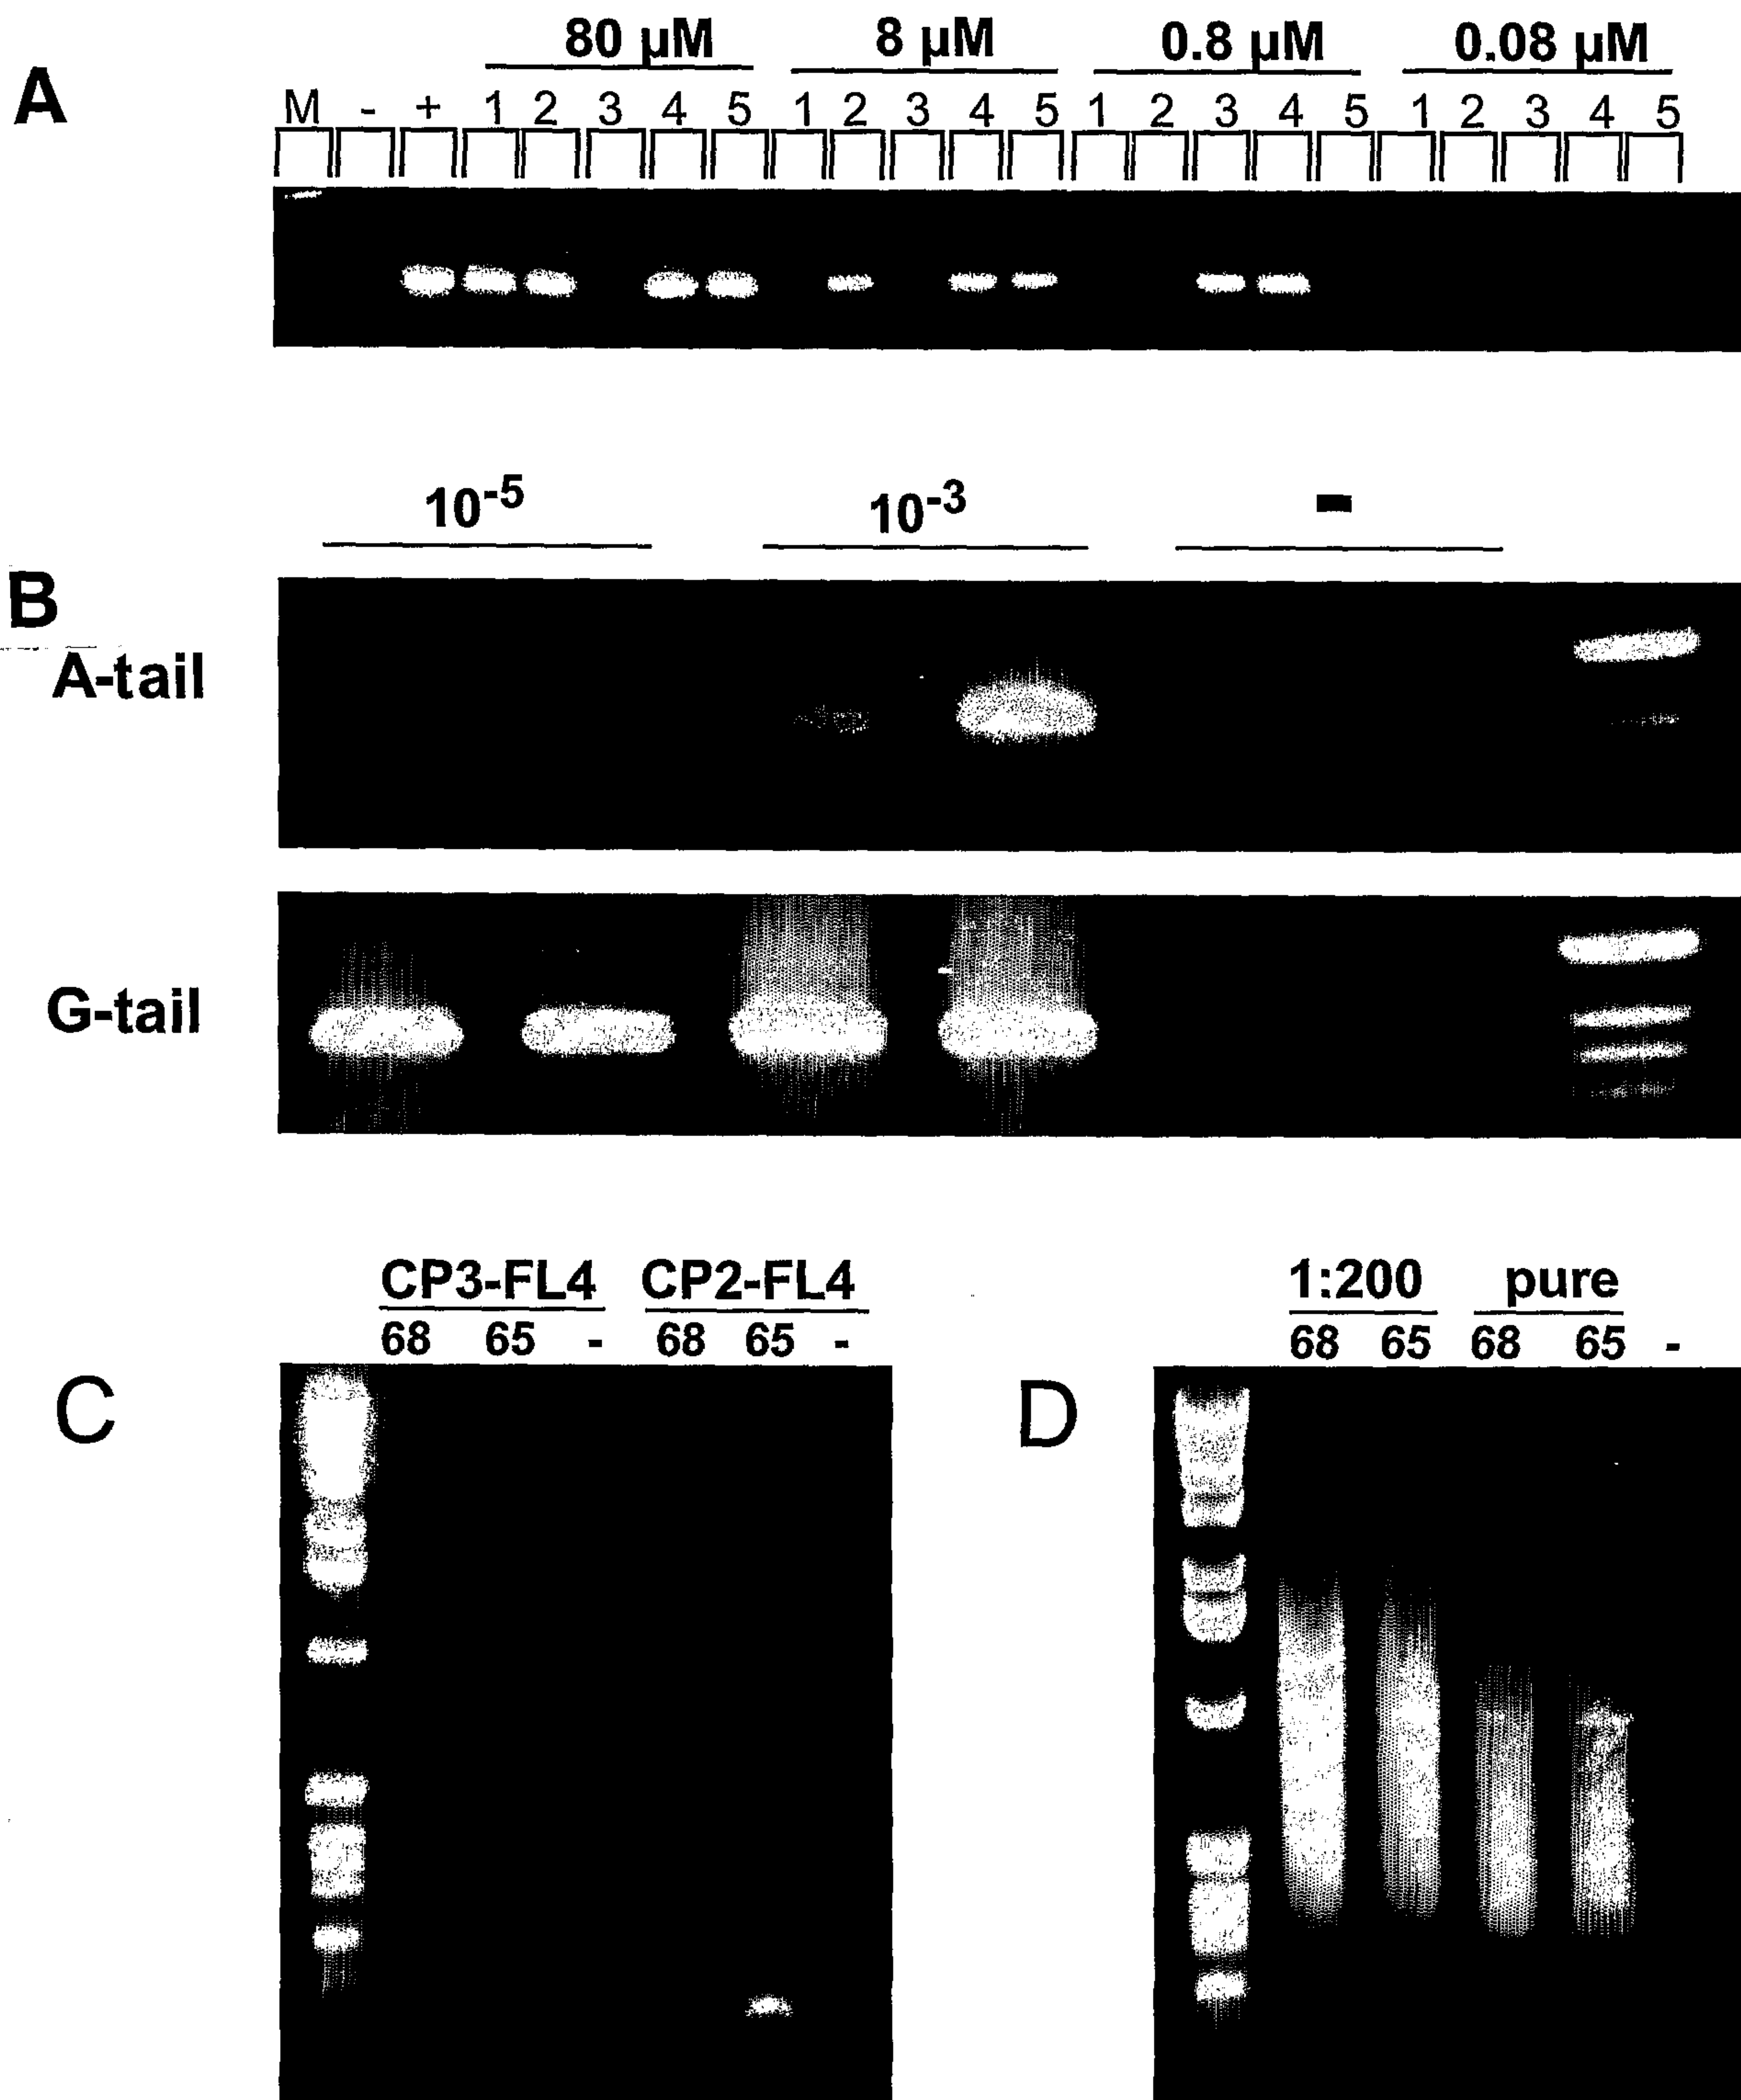 80 µM 8 µM 0.8 µM 0.08 µM
A
M - + 1 2 3 4 5 1 2 3 4 5 1 2 3 4 5 1 2 3 4 5
10-5 10-3 -
B
A-tail
G-tail
CP3-FL4 CP2-FL4
68 65 - 68 65 -
C
1:200 pure
68 65 68 65 -
D